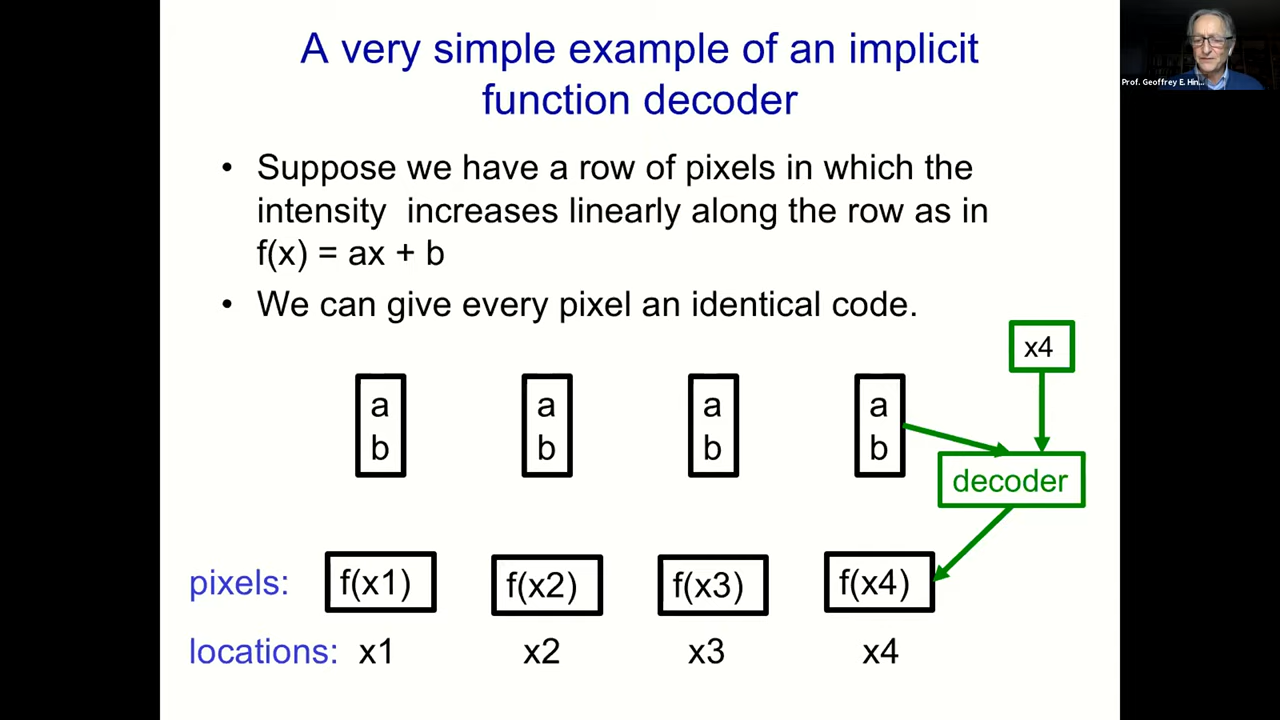 A very simple example of an implicit
function decoder
• Suppose we have a row of pixels in which the
intensity increases linearly along the row as in
f(x) = ax + b
• We can give every pixel an identical code.
x4
a a a a
b b b b
decoder
pixels: f(x1) f(x2) f(x3) f(x4)
locations: x1 x2 x3 x4
Prof. Geoffrey E. Hin...